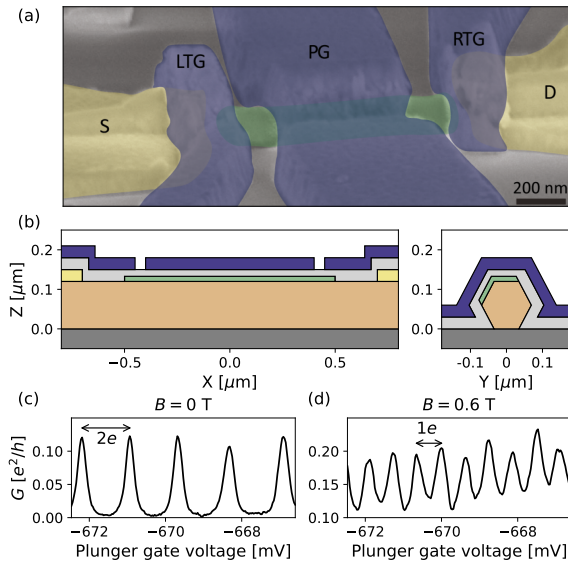 (a)
LTG
PG
RTG
S
D
200 nm
(b)
0.2
0.1
0.0
Z [μm]
−0.5
0.0
0.5
X [μm]
−0.1
0.0
0.1
Y [μm]
(c)
B = 0 T
2e
0.10
0.05
0.00
G [e²/h]
−672
−670
−668
Plunger gate voltage [mV]
(d)
B = 0.6 T
1e
0.20
0.15
0.10
−672
−670
−668
Plunger gate voltage [mV]